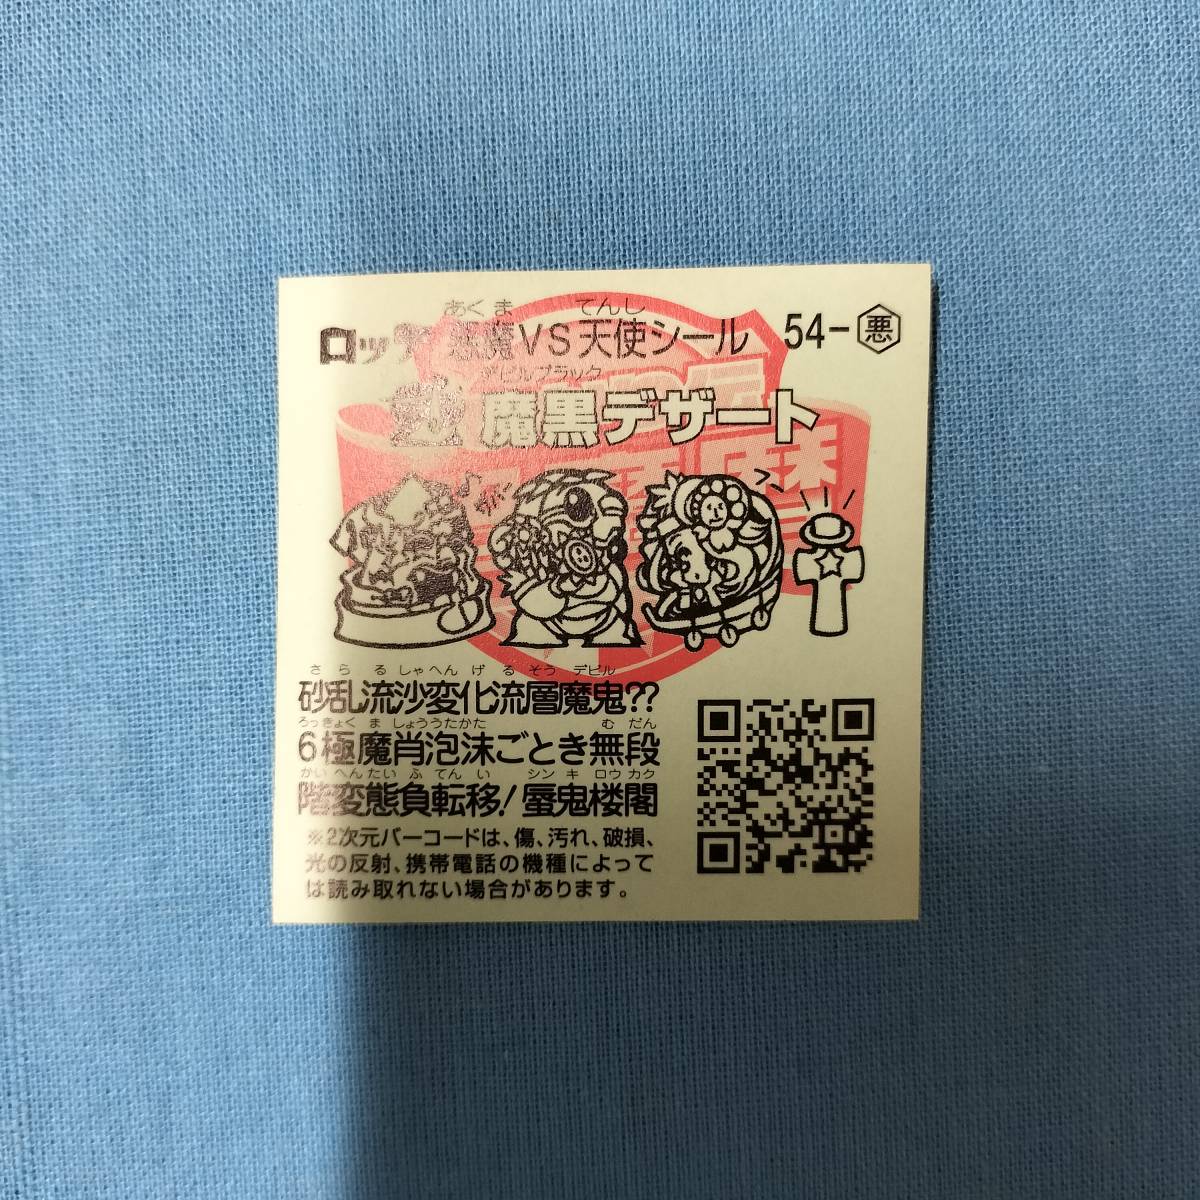 あくま てんし
ロッテ 悪魔VS天使シール 54-悪
デビルブラック
魔黒デザート
さらるしゃへんげるそうデビル
砂乱流沙変化流層魔鬼??
ろっきょくましょううたかた むだん
6極魔肖泡沫ごとき無段
かいへんたいふてんい シンキロウカク
階変態負転移!蜃鬼楼閣
※2次元バーコードは、傷、汚れ、破損、
光の反射、携帯電話の機種によって
は読み取れない場合があります。